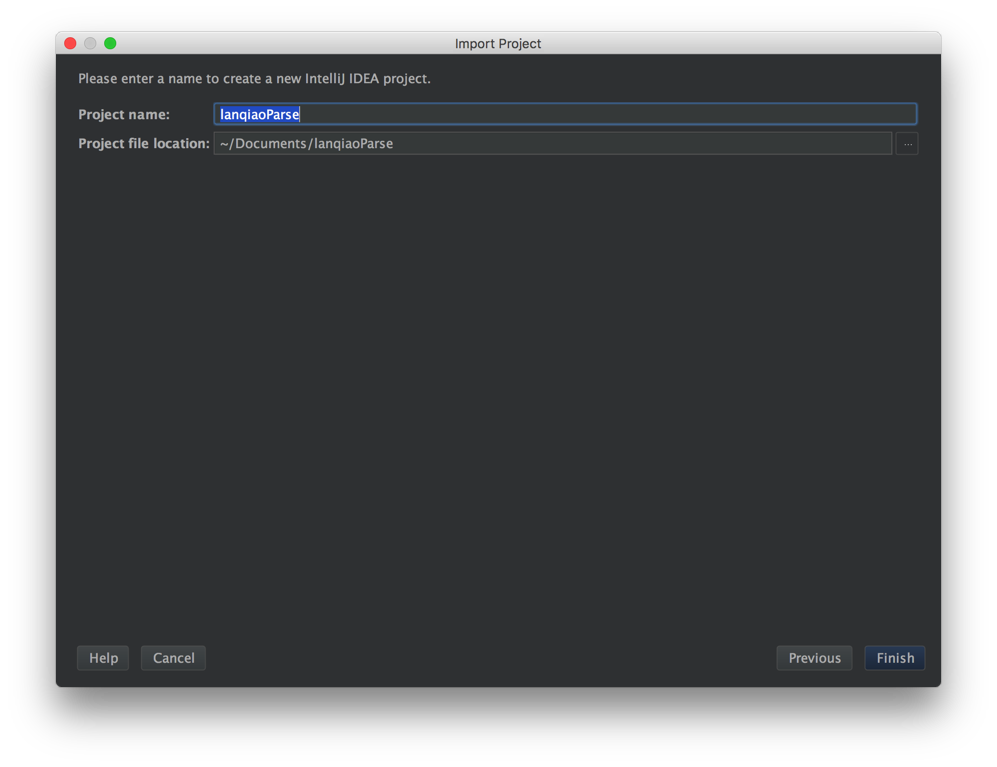 Import Project
Please enter a name to create a new IntelliJ IDEA project.
Project name: lanqiaoParse
Project file location: ~/Documents/lanqiaoParse ...
Help Cancel Previous Finish